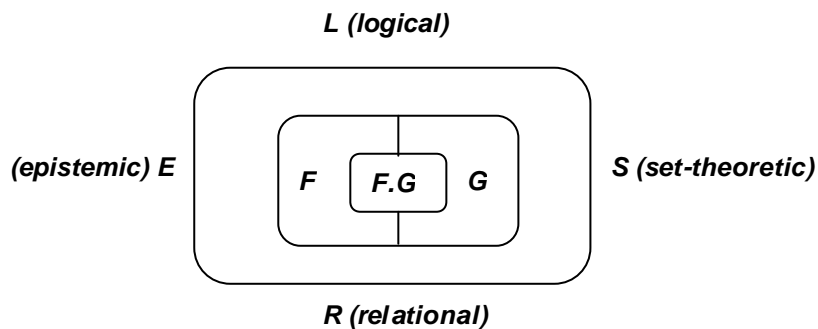 L (logical)
(epistemic) E
F
F.G
G
S (set-theoretic)
R (relational)